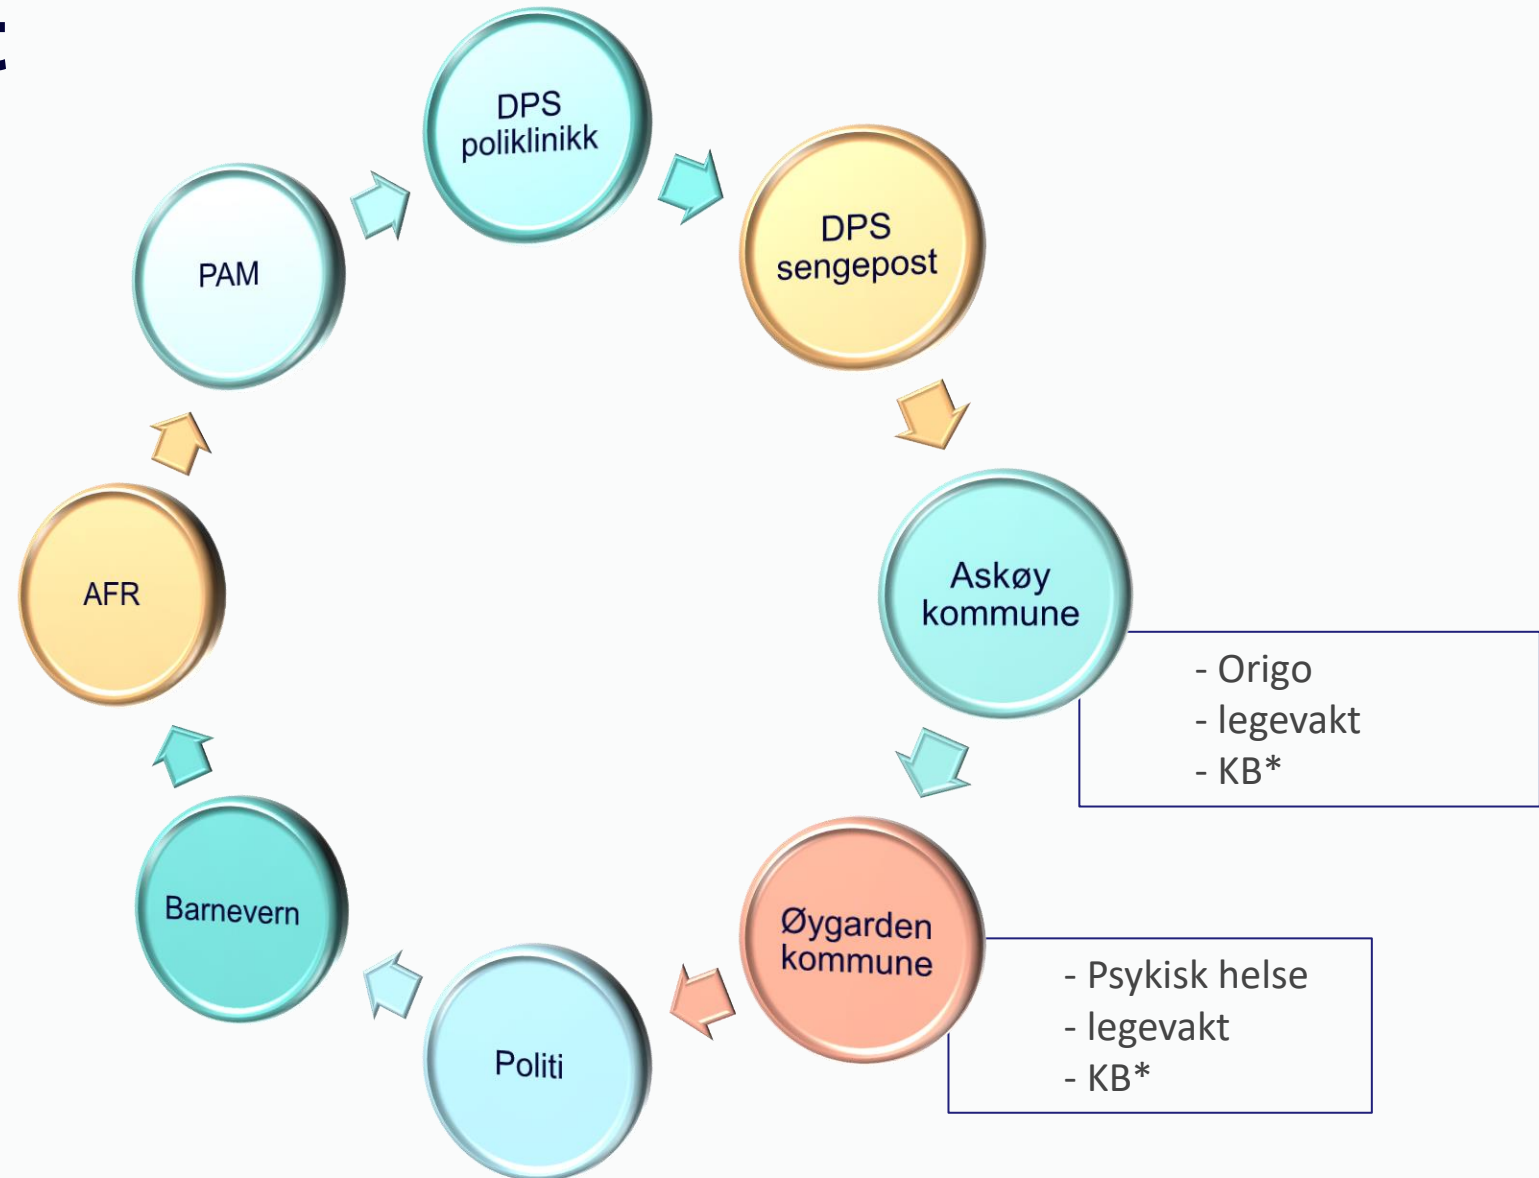 DPS
poliklinikk
DPS
sengepost
Askøy
kommune
- Origo
- legevakt
- KB*
Øygarden
kommune
- Psykisk helse
- legevakt
- KB*
Politi
Barnevern
AFR
PAM